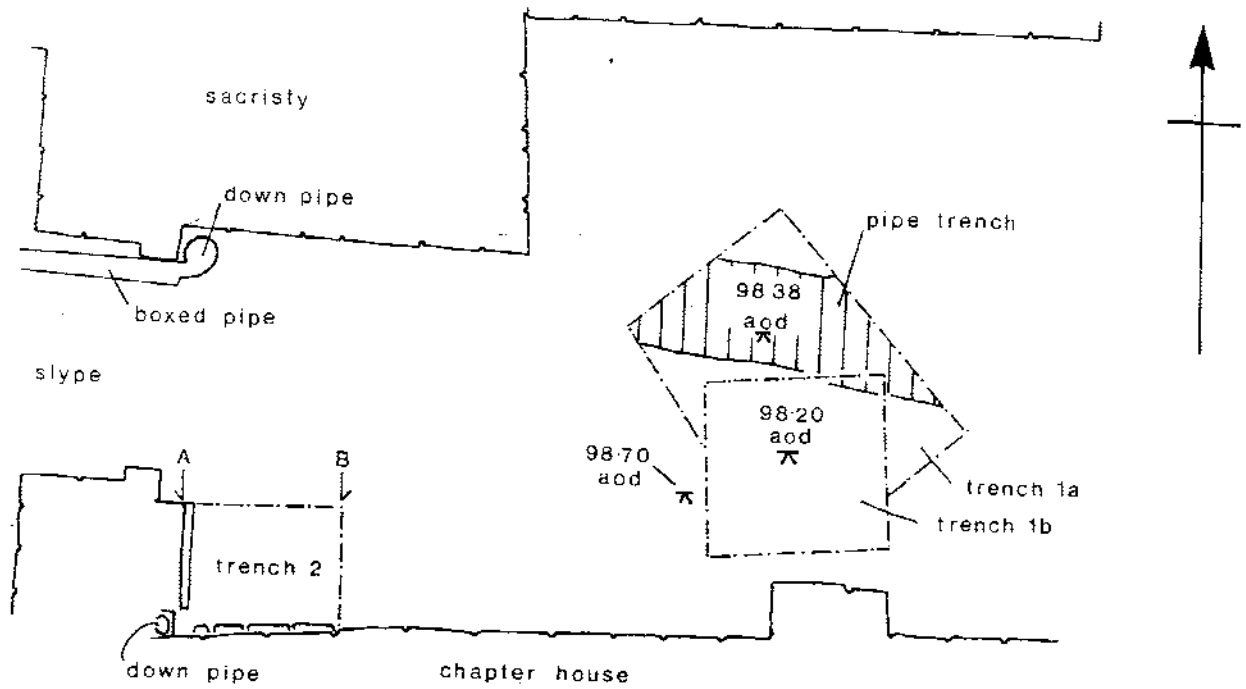 sacristy
down pipe
pipe trench
98·38
aod
boxed pipe
slype
98·20
aod
98·70
aod
A
B
trench 1a
trench 1b
trench 2
down pipe
chapter house